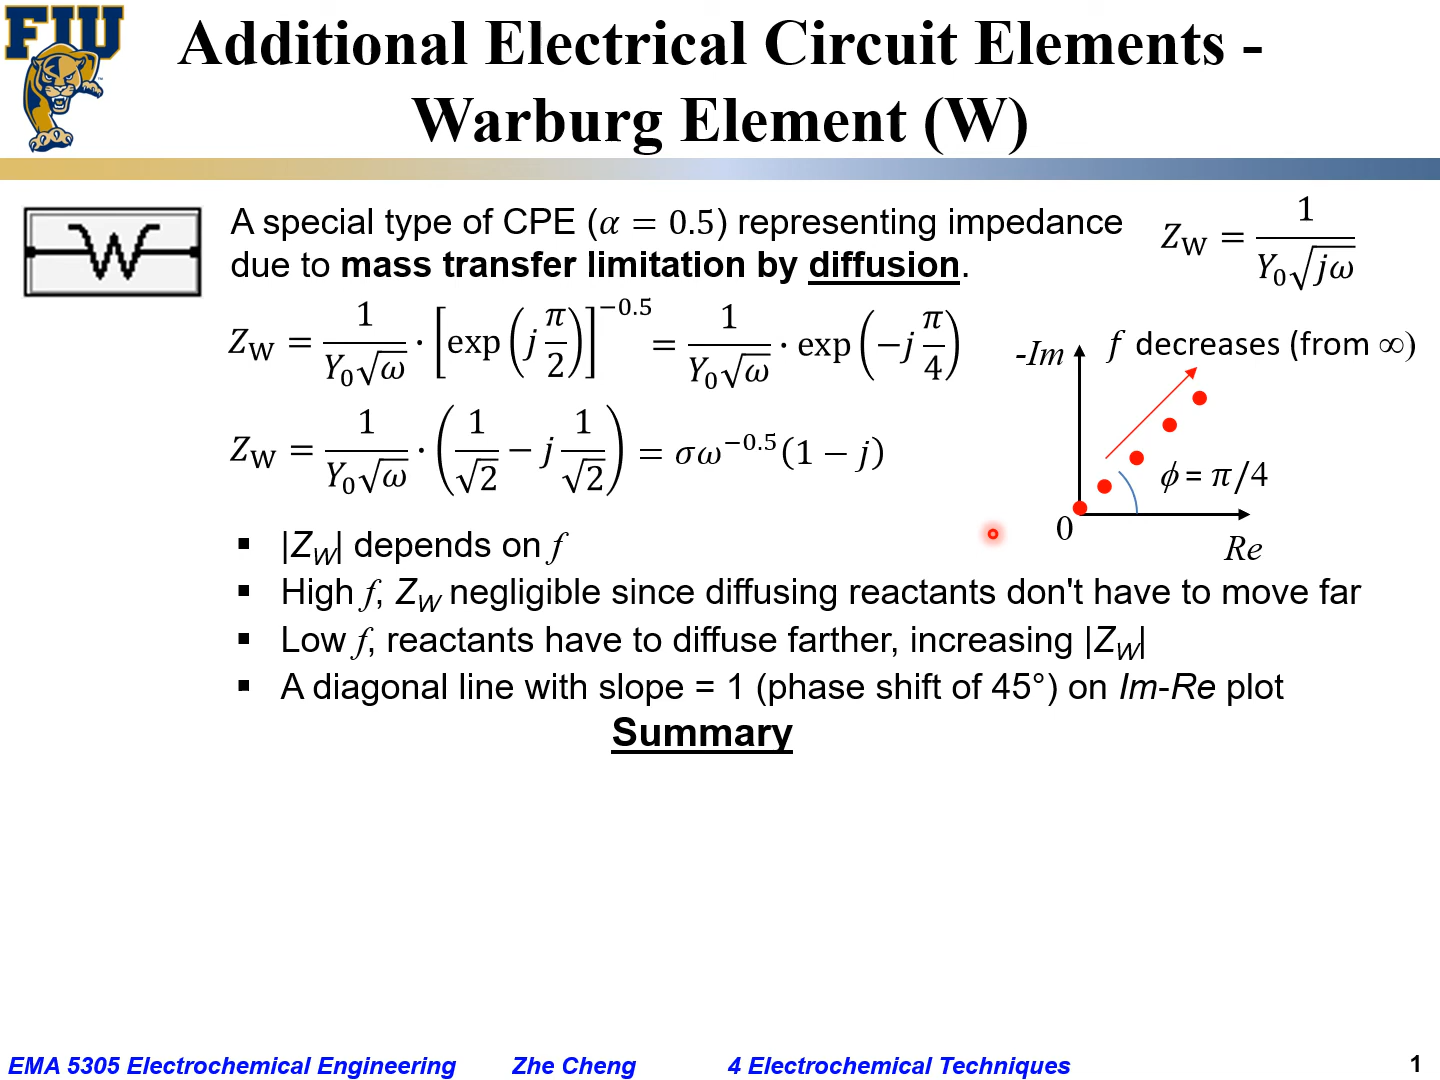 FIU
Additional Electrical Circuit Elements -
Warburg Element (W)
W
A special type of CPE (𝛼 = 0.5) representing impedance
due to mass transfer limitation by diffusion.
Z_W = 1 / (Y_0 √(jω))
Z_W = 1 / (Y_0 √ω) · [exp(j π/2)]^−0.5 = 1 / (Y_0 √ω) · exp(−j π/4)
Z_W = 1 / (Y_0 √ω) · (1/√2 − j 1/√2) = σω^−0.5 (1 − j)
-Im
f decreases (from ∞)
ϕ = π/4
0
Re
▪ |Z_W| depends on f
▪ High f, Z_W negligible since diffusing reactants don't have to move far
▪ Low f, reactants have to diffuse farther, increasing |Z_W|
▪ A diagonal line with slope = 1 (phase shift of 45°) on Im-Re plot
Summary
EMA 5305 Electrochemical Engineering Zhe Cheng 4 Electrochemical Techniques 1